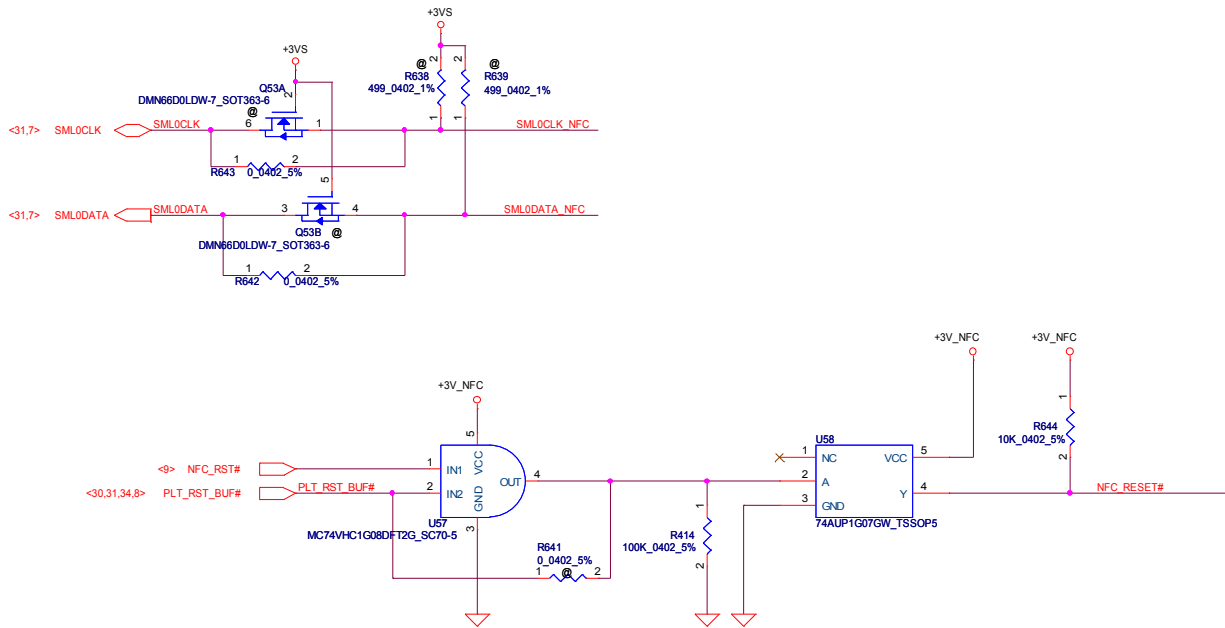 +3VS
+3VS
@
@
2
2
R638
R639
499_0402_1%
499_0402_1%
1
1
Q53A
DMN66D0LDW-7_SOT363-6
2
@
<31,7>
SML0CLK
SML0CLK
6
1
SML0CLK_NFC
1
2
R643
0_0402_5%
5
<31,7>
SML0DATA
SML0DATA
3
4
SML0DATA_NFC
Q53B
@
DMN66D0LDW-7_SOT363-6
1
2
R642
0_0402_5%
+3V_NFC
+3V_NFC
+3V_NFC
1
R644
10K_0402_5%
2
5
U58
1
NC
VCC
5
<9>
NFC_RST#
1
IN1
VCC
OUT
4
2
A
<30,31,34,8>
PLT_RST_BUF#
PLT_RST_BUF#
2
IN2
GND
Y
4
NFC_RESET#
3
GND
74AUP1G07GW_TSSOP5
U57
3
MC74VHC1G08DFT2G_SC70-5
1
R414
100K_0402_5%
2
R641
0_0402_5%
1
@
2